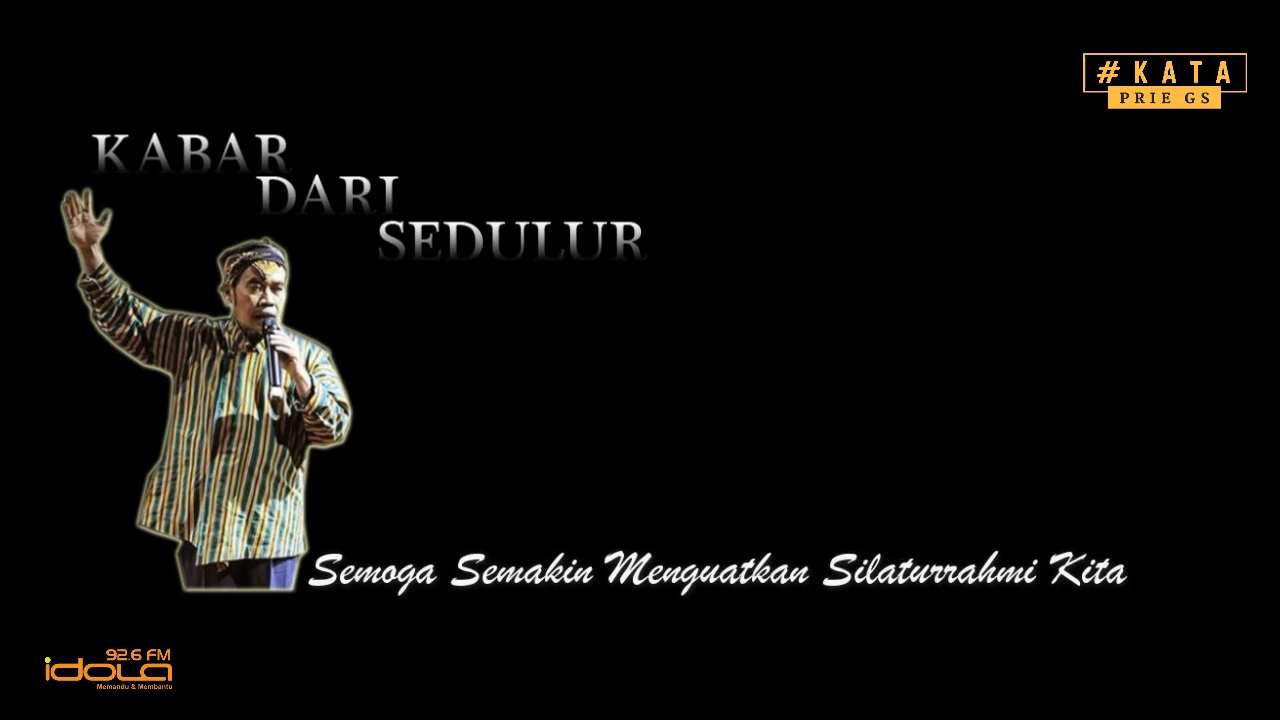 #KATA
PRIE GS
KABAR
DARI
SEDULUR
Semoga Semakin Menguatkan Silaturrahmi Kita
92.6 FM
idola
Memandu & Membantu